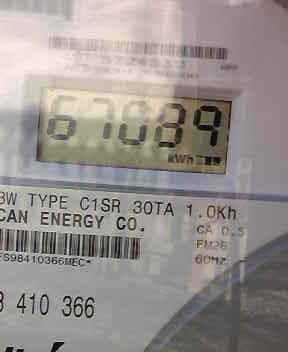 67089
kWh
3W TYPE C1SR 30TA 1.0Kh
CAN ENERGY CO.
CA 0.3
FM2S
60Hz
FS98410366MEC*
410 366